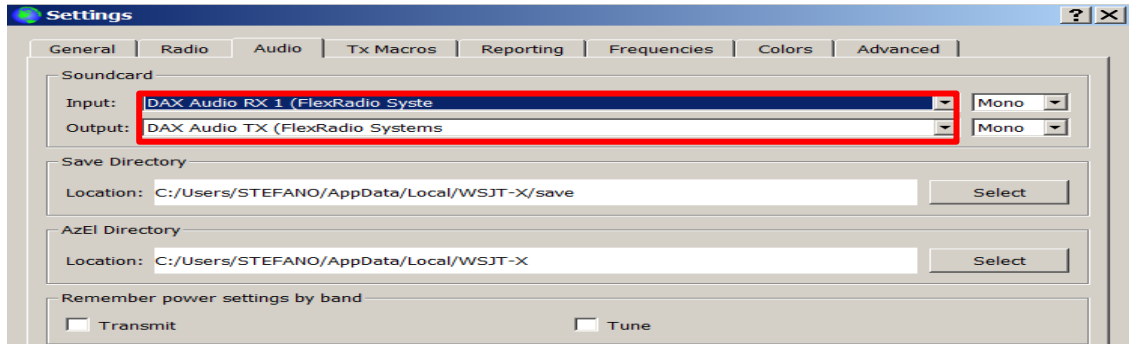 Settings
General Radio Audio Tx Macros Reporting Frequencies Colors Advanced
Soundcard
Input: DAX Audio RX 1 (FlexRadio Syste Mono
Output: DAX Audio TX (FlexRadio Systems Mono
Save Directory
Location: C:/Users/STEFANO/AppData/Local/WSJT-X/save Select
AzEl Directory
Location: C:/Users/STEFANO/AppData/Local/WSJT-X Select
Remember power settings by band
Transmit Tune